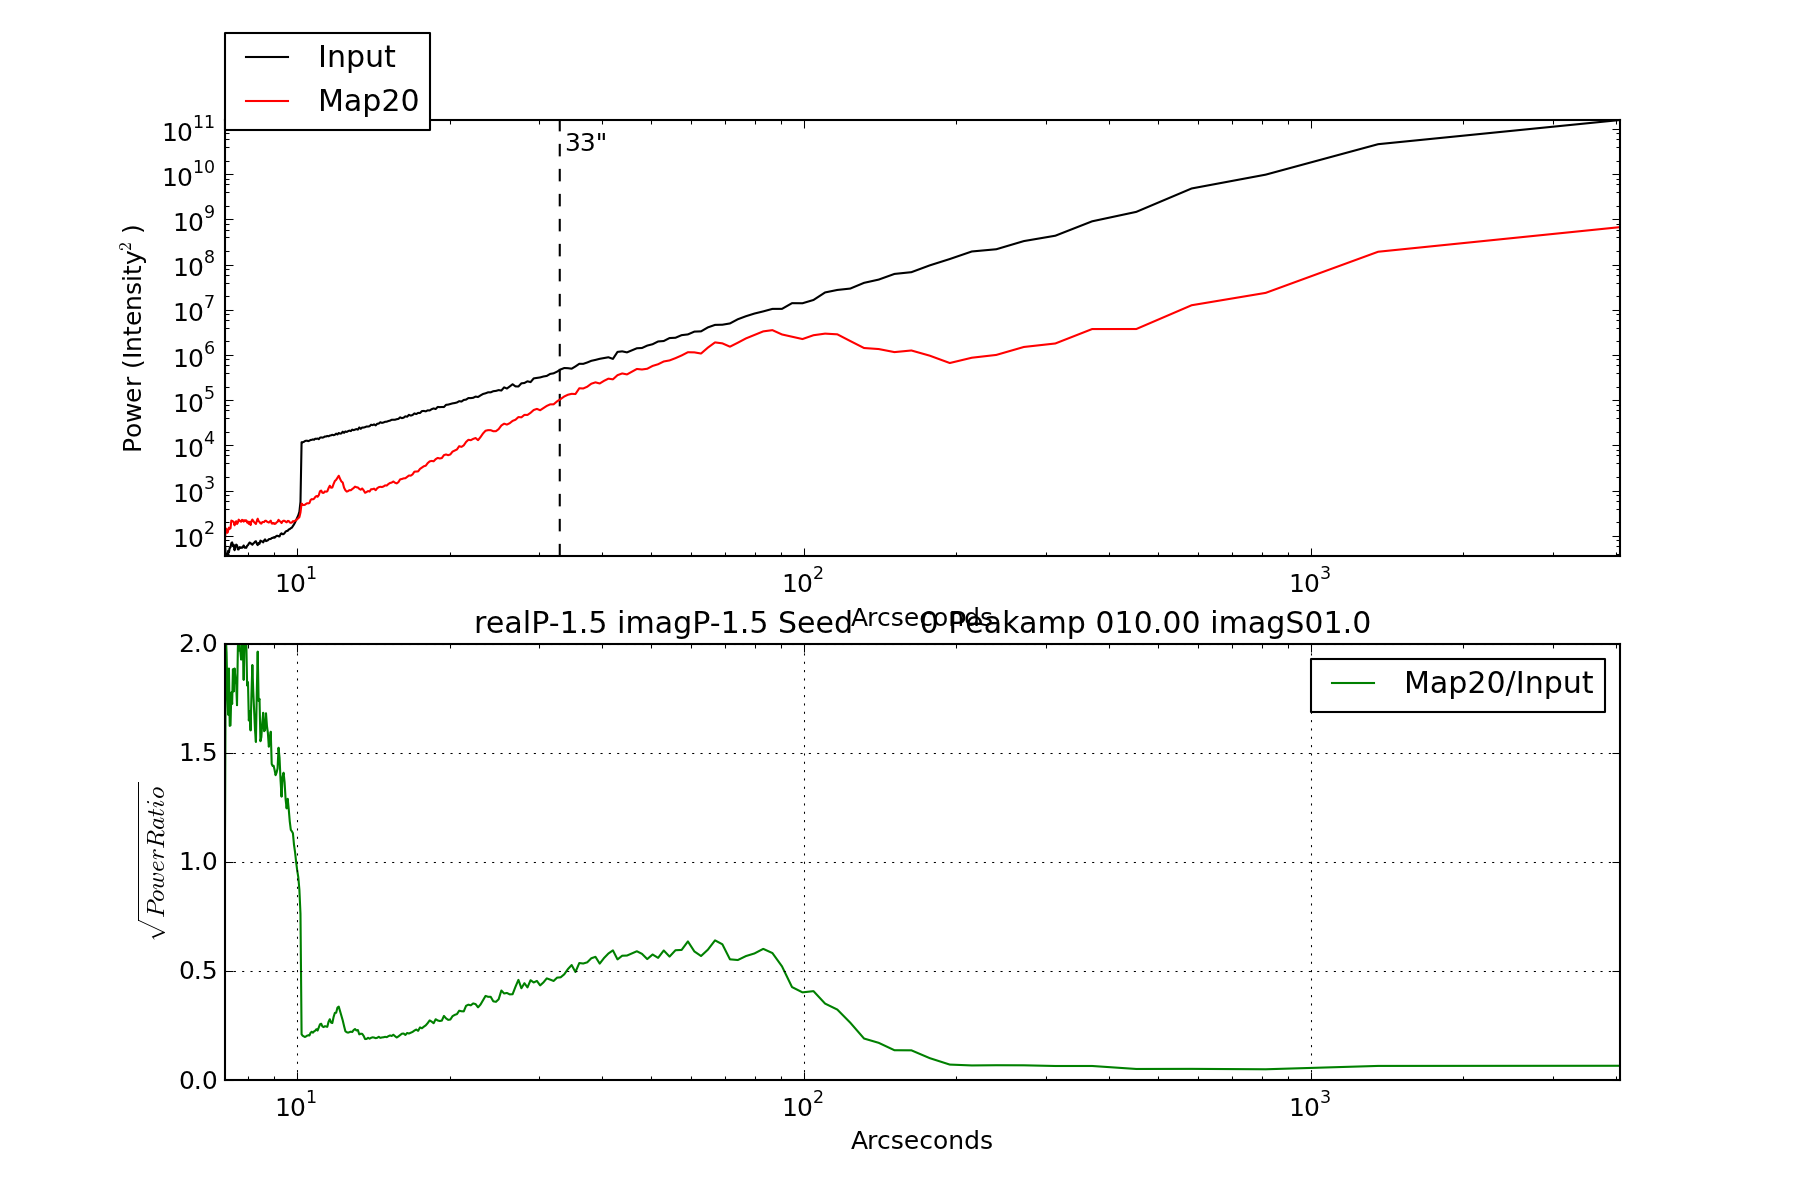 Input
Map20
33"
10¹¹
10¹⁰
10⁹
10⁸
10⁷
10⁶
10⁵
10⁴
10³
10²
Power (Intensity²)
10¹ 10² 10³
Arcseconds
realP-1.5 imagP-1.5 Seed 0 Peakamp 010.00 imagS01.0
Map20/Input
2.0
1.5
1.0
0.5
0.0
√PowerRatio
10¹ 10² 10³
Arcseconds